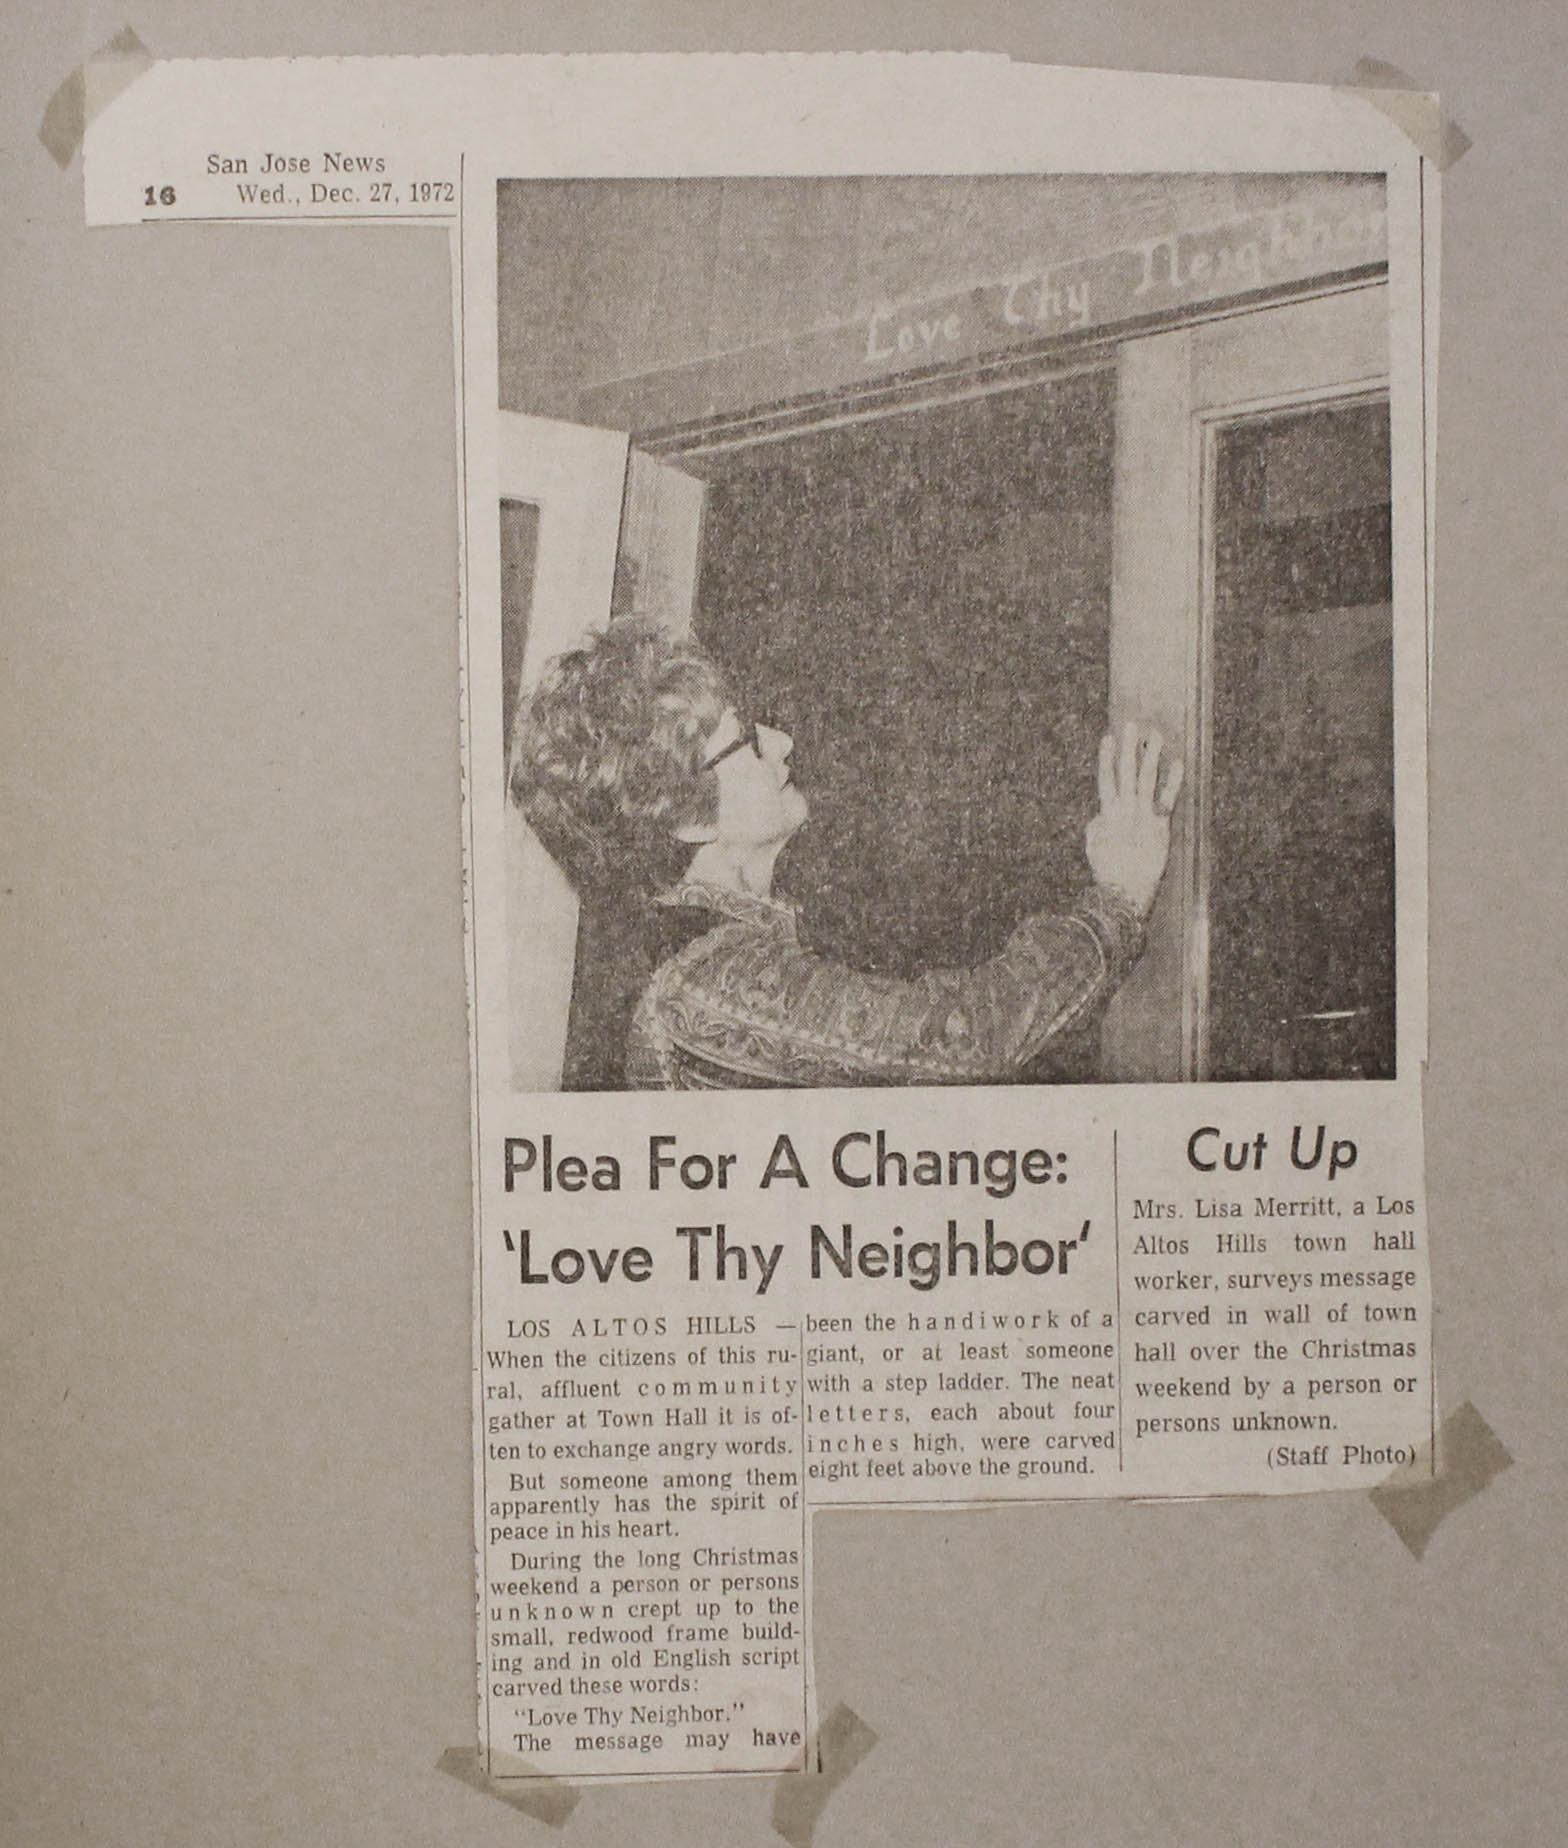 San Jose News
16 Wed., Dec. 27, 1972
Love Thy Neighbor
Plea For A Change:
'Love Thy Neighbor'
LOS ALTOS HILLS —
When the citizens of this ru-
ral, affluent community
gather at Town Hall it is of-
ten to exchange angry words.
But someone among them
apparently has the spirit of
peace in his heart.
During the long Christmas
weekend a person or persons
unknown crept up to the
small, redwood frame build-
ing and in old English script
carved these words:
"Love Thy Neighbor."
The message may have
been the handiwork of a
giant, or at least someone
with a step ladder. The neat
letters, each about four
inches high, were carved
eight feet above the ground.
Cut Up
Mrs. Lisa Merritt, a Los
Altos Hills town hall
worker, surveys message
carved in wall of town
hall over the Christmas
weekend by a person or
persons unknown.
(Staff Photo)